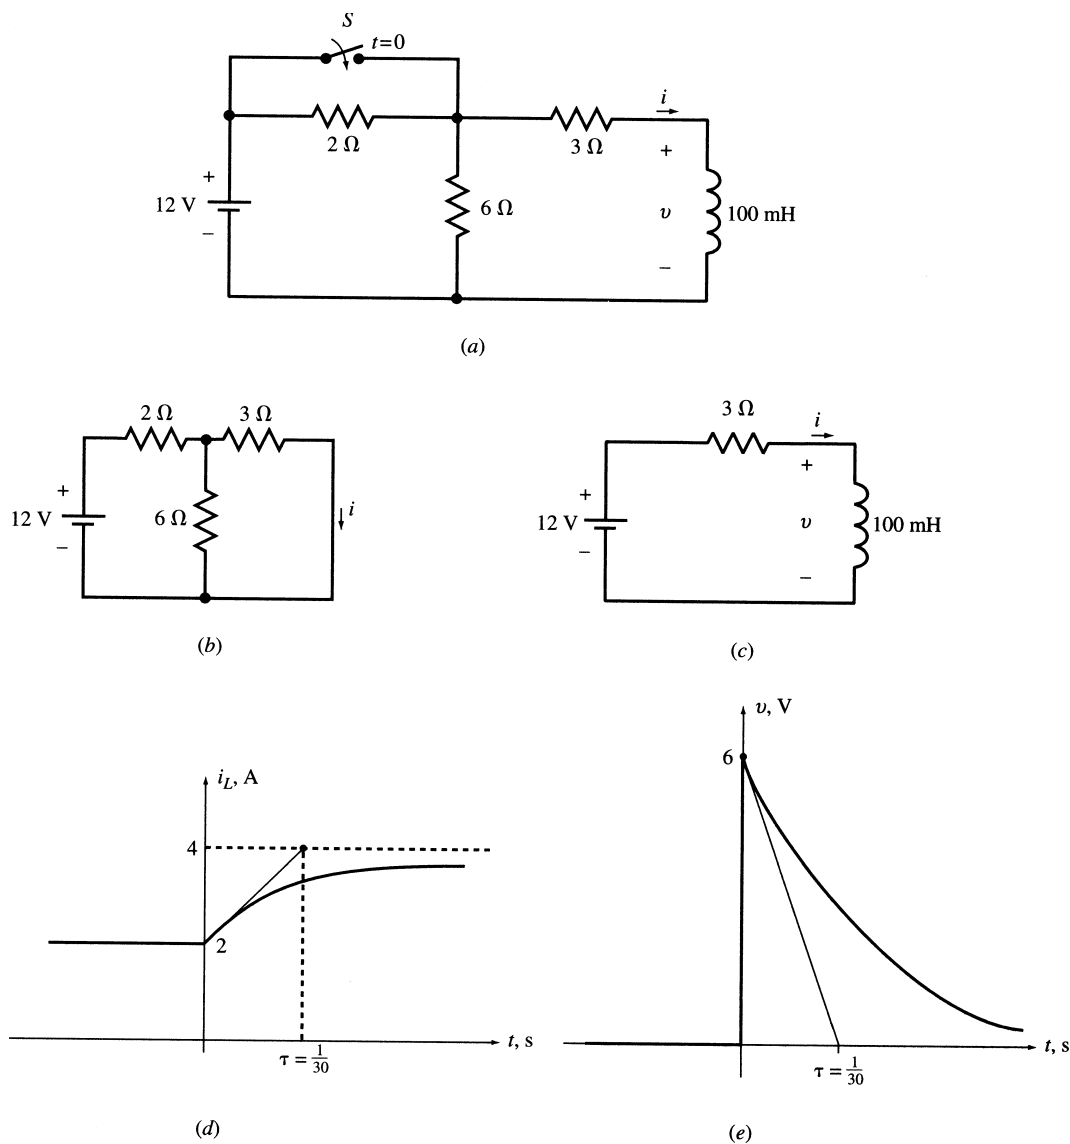 S
t=0
2 Ω
3 Ω
i
+
12 V
−
6 Ω
+
υ
−
100 mH
(a)
2 Ω
3 Ω
+
12 V
−
6 Ω
i
(b)
3 Ω
i
+
12 V
−
+
υ
−
100 mH
(c)
i_L, A
4
2
t, s
τ = 1/30
(d)
υ, V
6
t, s
τ = 1/30
(e)